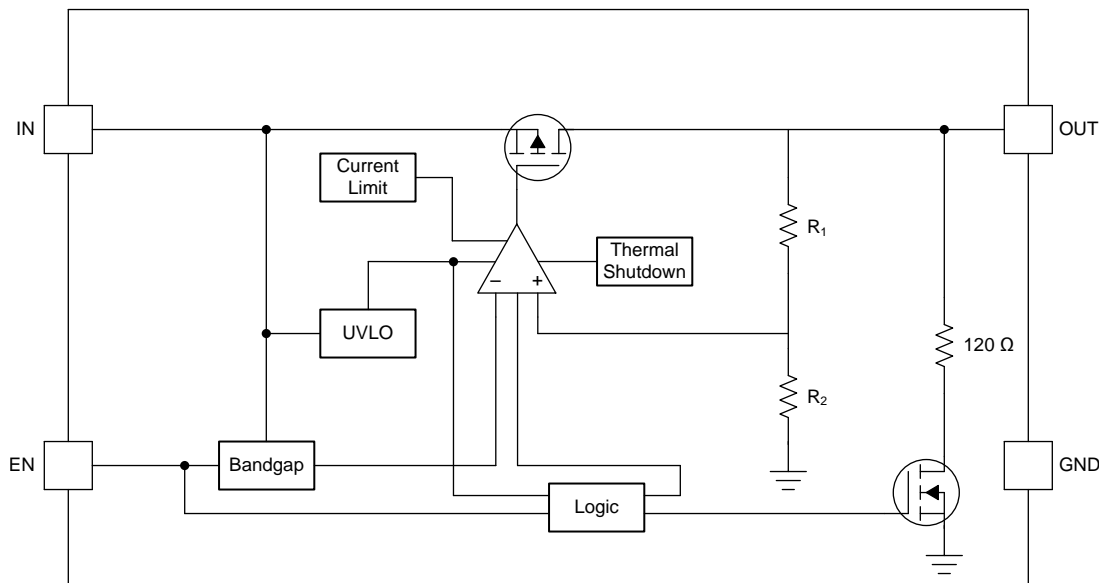 IN
OUT
Current
Limit
R₁
Thermal
Shutdown
− +
UVLO
120 Ω
R₂
EN
Bandgap
GND
Logic